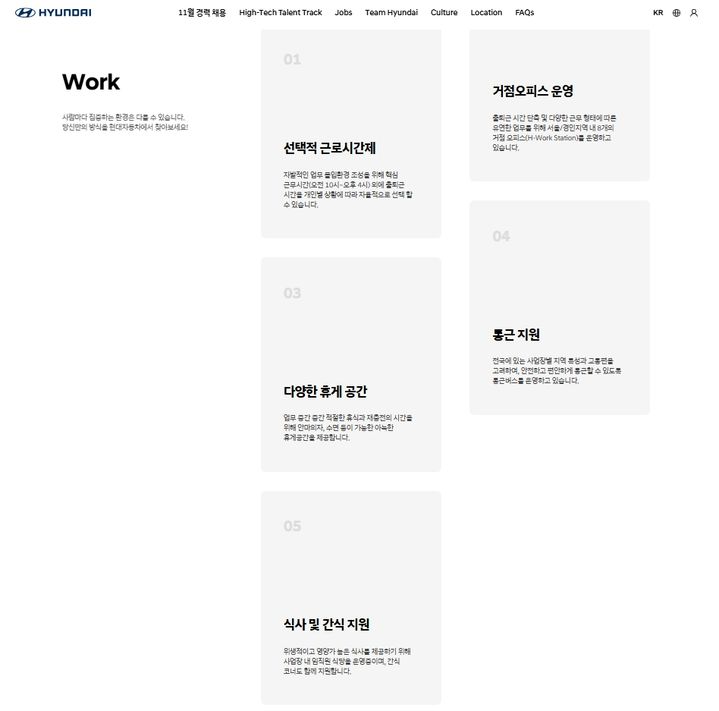 HYUNDAI
11월 경력 채용
High-Tech Talent Track
Jobs
Team Hyundai
Culture
Location
FAQs
KR
Work
사람마다 집중하는 환경은 다를 수 있습니다.
당신만의 방식을 현대자동차에서 찾아보세요!
01
선택적 근로시간제
자발적인 업무 몰입환경 조성을 위해 핵심
근무시간(오전 10시~오후 4시) 외에 출퇴근
시간을 개인별 상황에 따라 자율적으로 선택 할
수 있습니다.
거점오피스 운영
출퇴근 시간 단축 및 다양한 근무 형태에 따른
유연한 업무를 위해 서울/경인지역 내 8개의
거점 오피스(H-Work Station)를 운영하고
있습니다.
03
다양한 휴게 공간
업무 중간 중간 적절한 휴식과 재충전의 시간을
위해 안마의자, 수면 등이 가능한 아늑한
휴게공간을 제공합니다.
04
통근 지원
전국에 있는 사업장별 지역 특성과 교통편을
고려하여, 안전하고 편안하게 통근할 수 있도록
통근버스를 운영하고 있습니다.
05
식사 및 간식 지원
위생적이고 영양가 높은 식사를 제공하기 위해
사업장 내 임직원 식당을 운영중이며, 간식
코너도 함께 지원합니다.